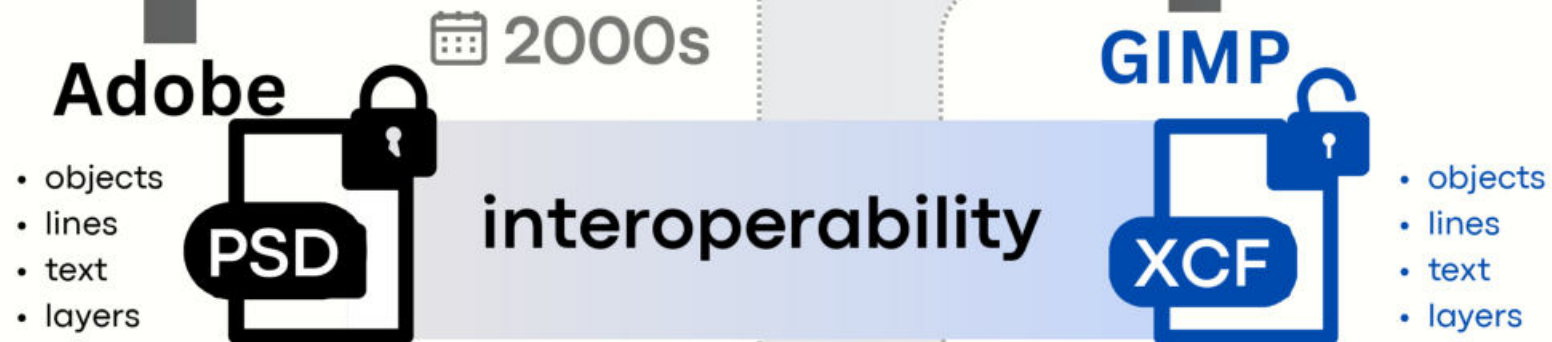 2000s
Adobe
GIMP
• objects
• lines
• text
• layers
PSD
interoperability
XCF
• objects
• lines
• text
• layers